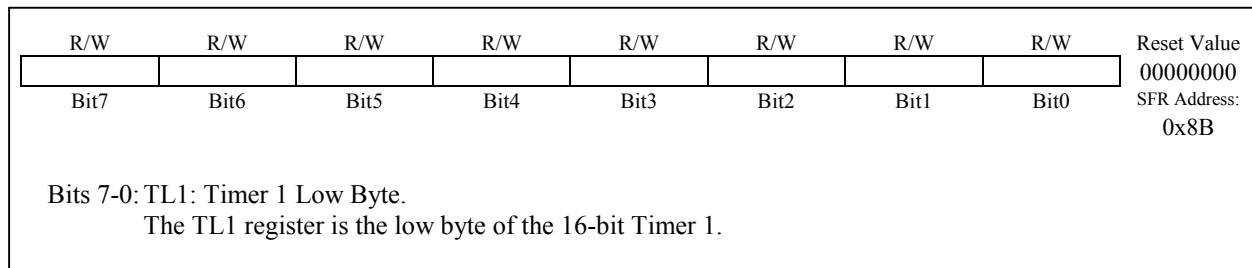 R/W R/W R/W R/W R/W R/W R/W R/W Reset Value
00000000
Bit7 Bit6 Bit5 Bit4 Bit3 Bit2 Bit1 Bit0 SFR Address:
0x8B
Bits 7-0: TL1: Timer 1 Low Byte.
The TL1 register is the low byte of the 16-bit Timer 1.